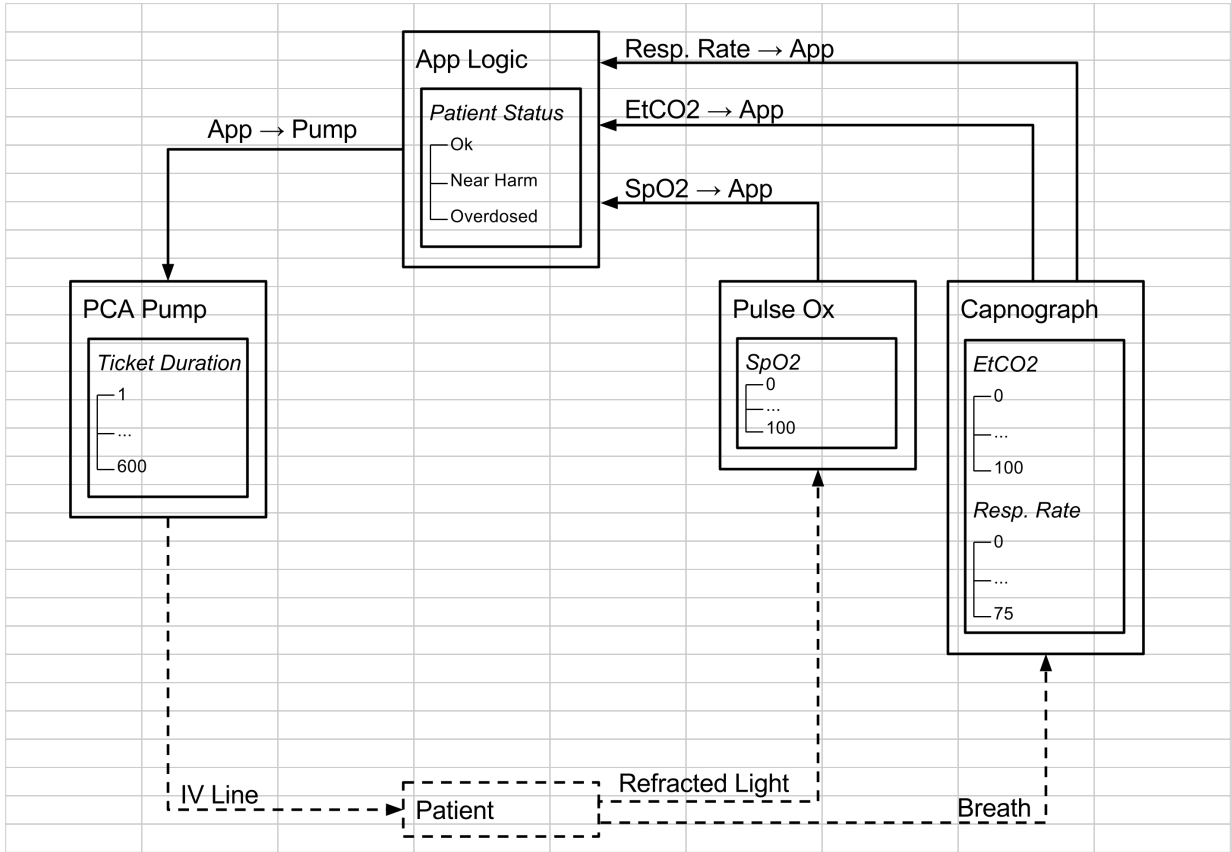 App Logic
Patient Status
Ok
Near Harm
Overdosed
Resp. Rate → App
EtCO2 → App
SpO2 → App
App → Pump
PCA Pump
Ticket Duration
1
...
600
Pulse Ox
SpO2
0
...
100
Capnograph
EtCO2
0
...
100
Resp. Rate
0
...
75
IV Line
Patient
Refracted Light
Breath